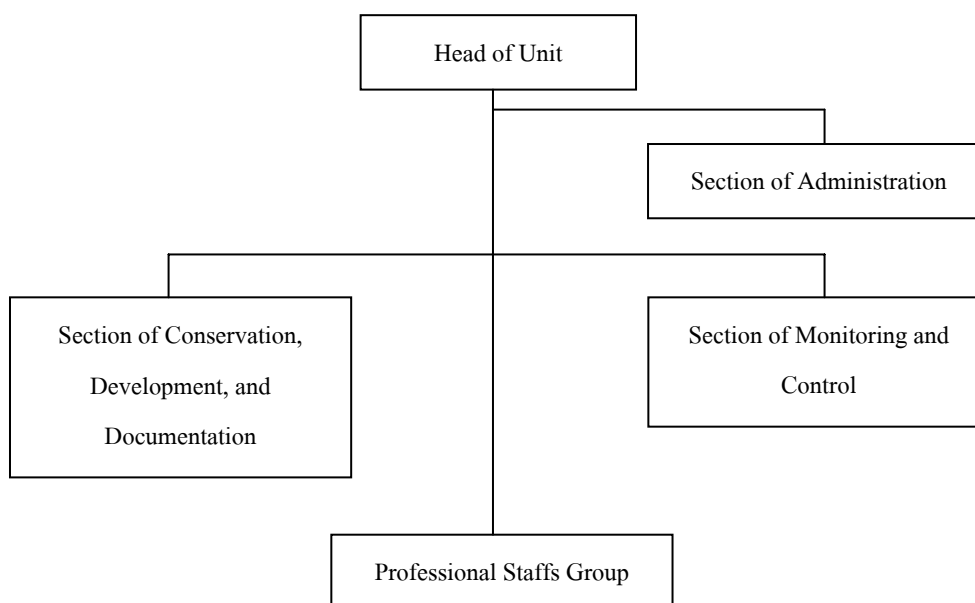 Head of Unit
Section of Administration
Section of Conservation,
Development, and
Documentation
Section of Monitoring and
Control
Professional Staffs Group